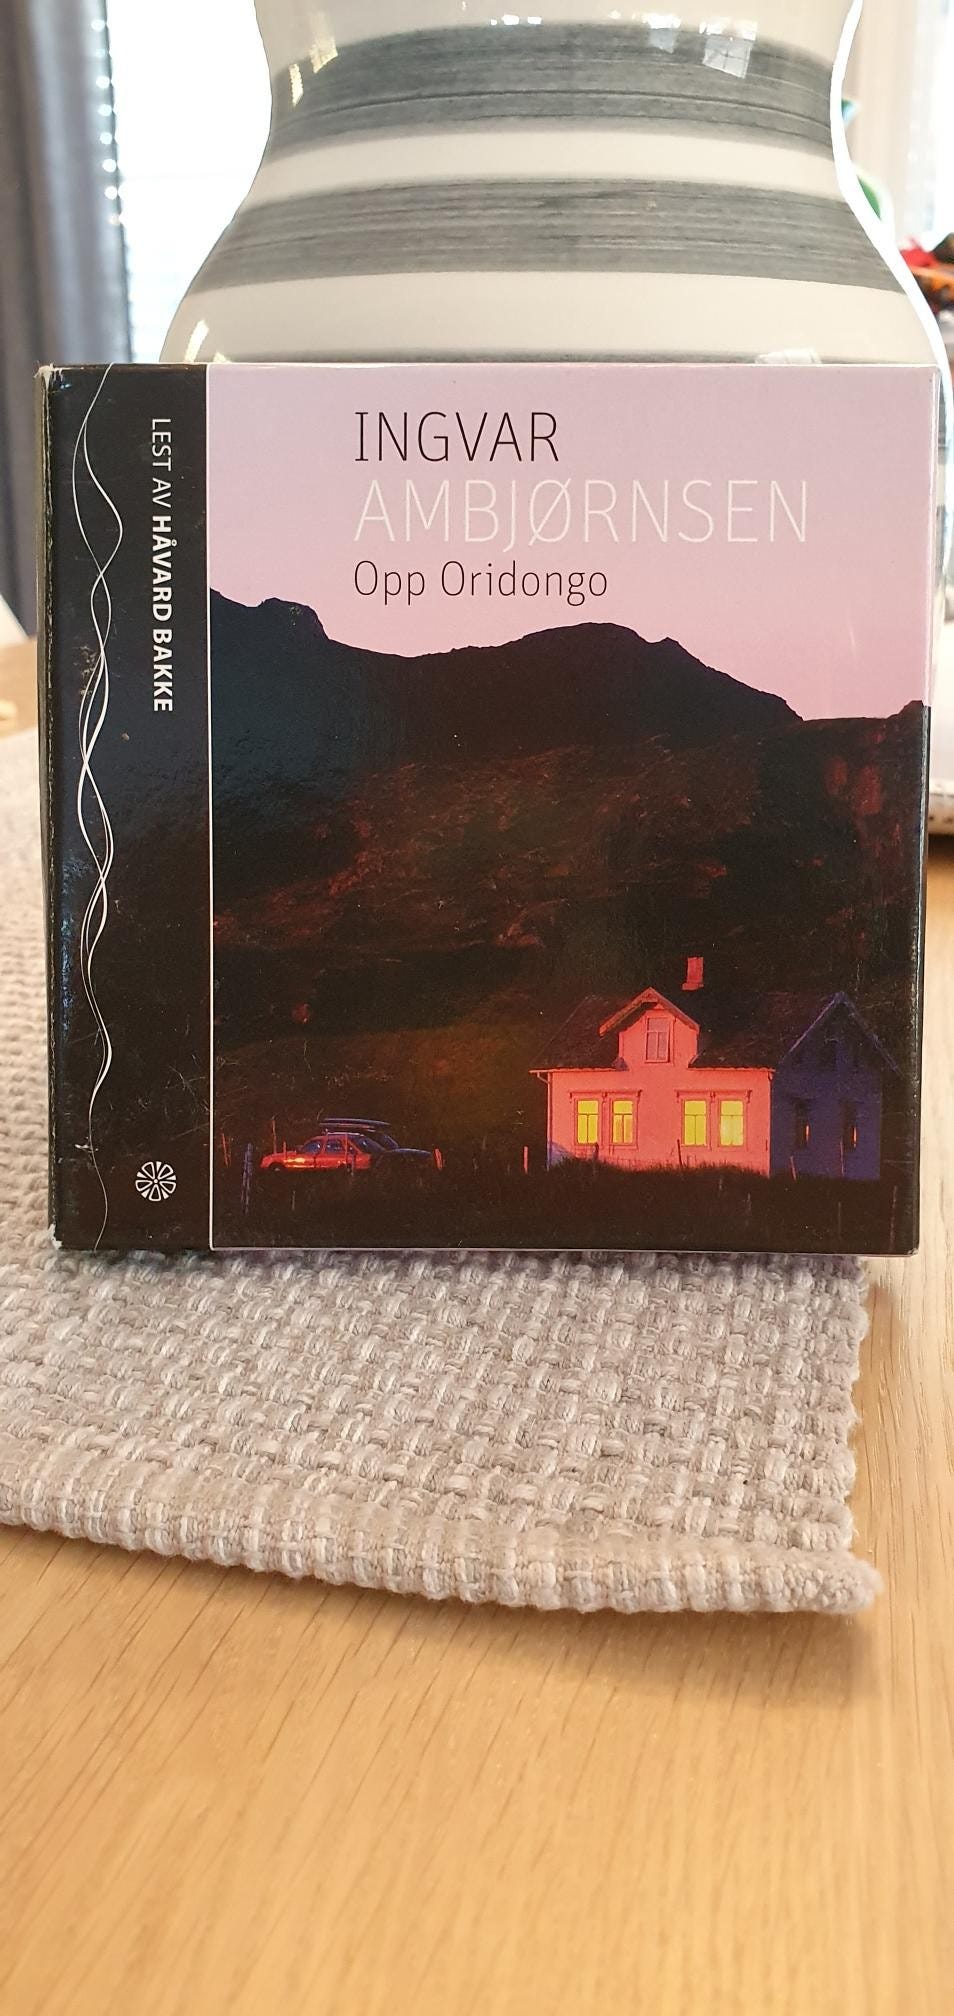 INGVAR
AMBJØRNSEN
Opp Oridongo
LEST AV HÅVARD BAKKE